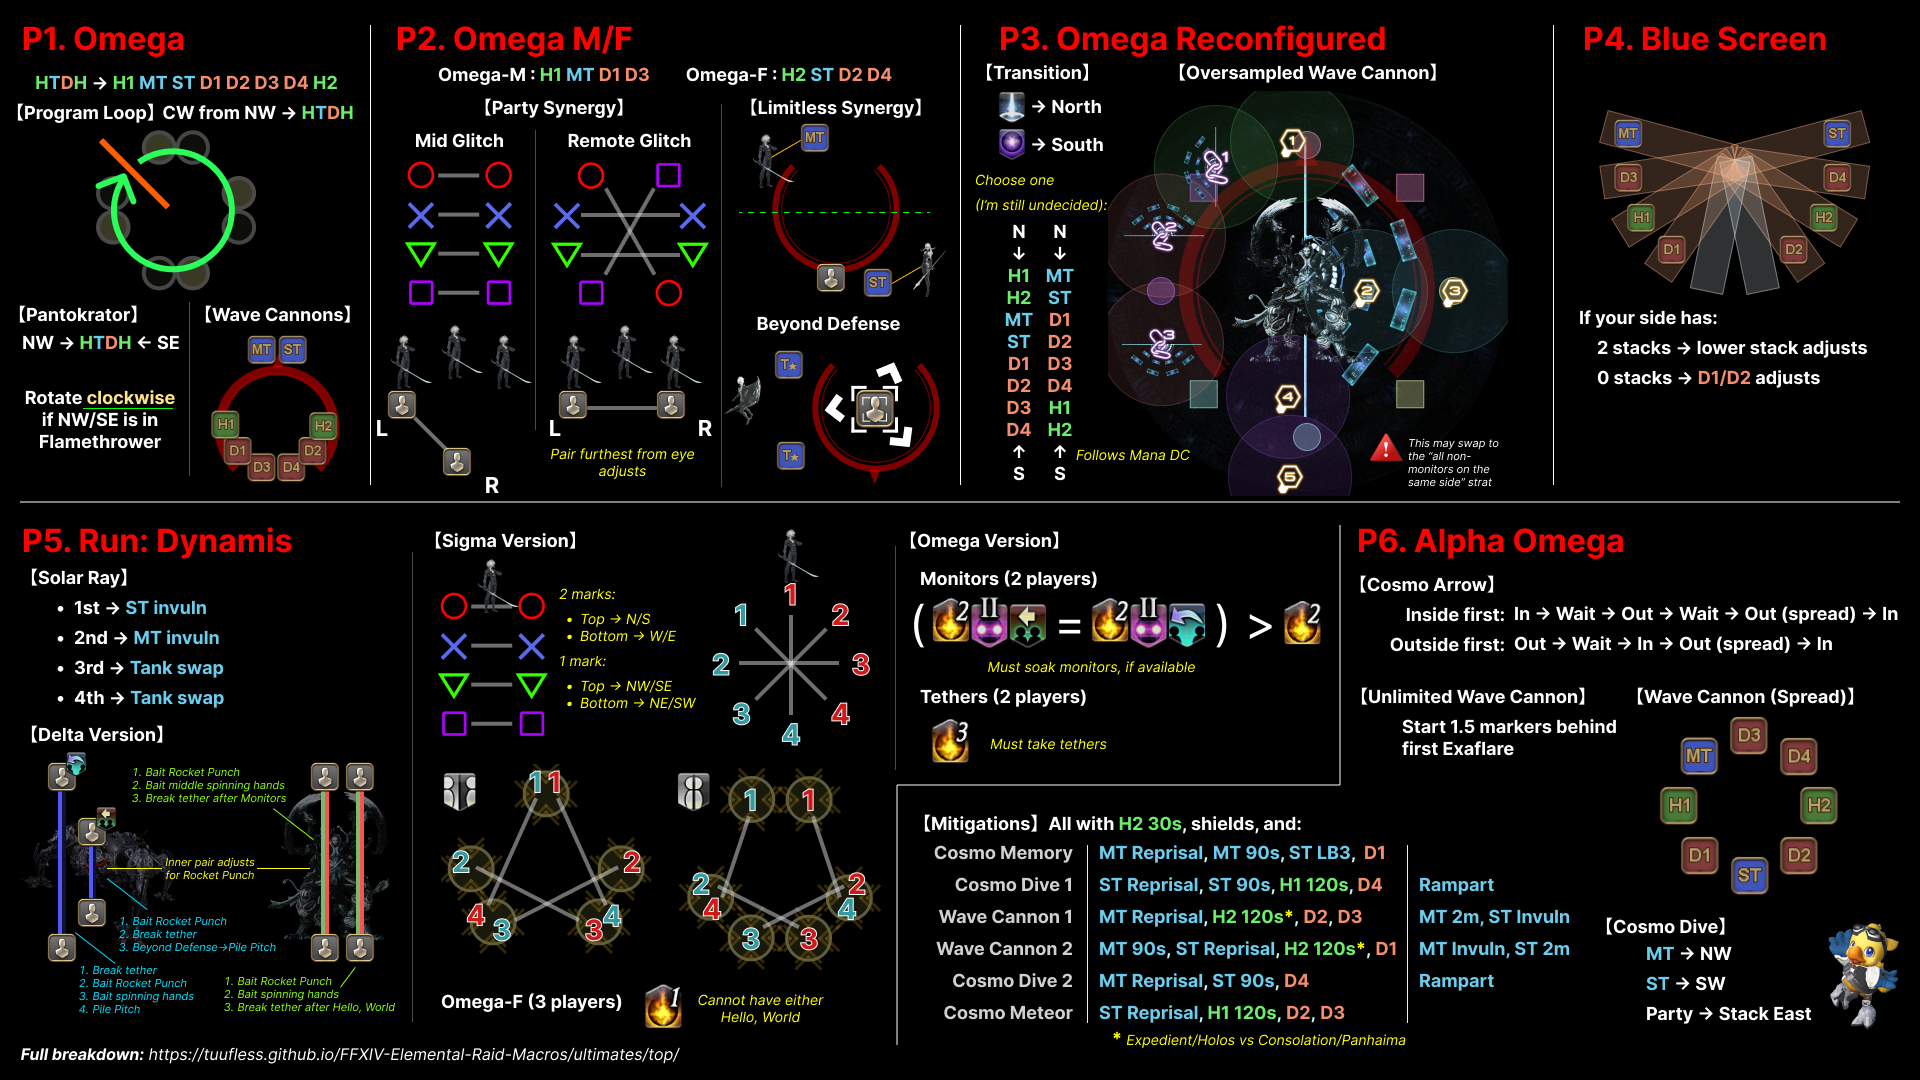 P1. Omega
HTDH → H1 MT ST D1 D2 D3 D4 H2
【Program Loop】CW from NW → HTDH
【Pantokrator】
NW → HTDH ← SE
Rotate clockwise
if NW/SE is in
Flamethrower
【Wave Cannons】
MT ST
H1 H2
D1 D2
D3 D4
P2. Omega M/F
Omega-M : H1 MT D1 D3
Omega-F : H2 ST D2 D4
【Party Synergy】
Mid Glitch
Remote Glitch
L
R
L
R
Pair furthest from eye
adjusts
【Limitless Synergy】
MT
ST
Beyond Defense
T★
T★
P3. Omega Reconfigured
【Transition】
→ North
→ South
Choose one
(I'm still undecided):
N N
↓ ↓
H1 MT
H2 ST
MT D1
ST D2
D1 D3
D2 D4
D3 H1
D4 H2
↑ ↑
S S
Follows Mana DC
【Oversampled Wave Cannon】
1
1
2
2
3
3
4
5
This may swap to
the "all non-
monitors on the
same side" strat
P4. Blue Screen
MT ST
D3 D4
H1 H2
D1 D2
If your side has:
2 stacks → lower stack adjusts
0 stacks → D1/D2 adjusts
P5. Run: Dynamis
【Solar Ray】
• 1st → ST invuln
• 2nd → MT invuln
• 3rd → Tank swap
• 4th → Tank swap
【Delta Version】
1. Bait Rocket Punch
2. Bait middle spinning hands
3. Break tether after Monitors
Inner pair adjusts
for Rocket Punch
1. Bait Rocket Punch
2. Break tether
3. Beyond Defense→Pile Pitch
1. Break tether
2. Bait Rocket Punch
3. Bait spinning hands
4. Pile Pitch
1. Bait Rocket Punch
2. Bait spinning hands
3. Break tether after Hello, World
【Sigma Version】
2 marks:
• Top → N/S
• Bottom → W/E
1 mark:
• Top → NW/SE
• Bottom → NE/SW
1
1 2
2 3
3 4
4
1 1
2 2
4 3 3 4
1 1
2 2
4 4
3 3
Omega-F (3 players)
1
Cannot have either
Hello, World
【Omega Version】
Monitors (2 players)
( 2 II = 2 II ) > 2
Must soak monitors, if available
Tethers (2 players)
3
Must take tethers
P6. Alpha Omega
【Cosmo Arrow】
Inside first: In → Wait → Out → Wait → Out (spread) → In
Outside first: Out → Wait → In → Out (spread) → In
【Unlimited Wave Cannon】
Start 1.5 markers behind
first Exaflare
【Wave Cannon (Spread)】
D3
MT D4
H1 H2
D1 D2
ST
【Mitigations】All with H2 30s, shields, and:
Cosmo Memory MT Reprisal, MT 90s, ST LB3, D1
Cosmo Dive 1 ST Reprisal, ST 90s, H1 120s, D4 Rampart
Wave Cannon 1 MT Reprisal, H2 120s*, D2, D3 MT 2m, ST Invuln
Wave Cannon 2 MT 90s, ST Reprisal, H2 120s*, D1 MT Invuln, ST 2m
Cosmo Dive 2 MT Reprisal, ST 90s, D4 Rampart
Cosmo Meteor ST Reprisal, H1 120s, D2, D3
* Expedient/Holos vs Consolation/Panhaima
【Cosmo Dive】
MT → NW
ST → SW
Party → Stack East
Full breakdown: https://tuufless.github.io/FFXIV-Elemental-Raid-Macros/ultimates/top/